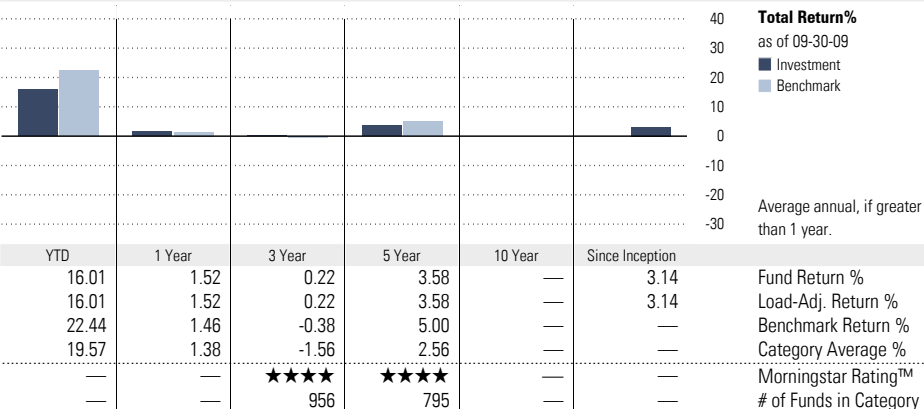 40
30
20
10
0
-10
-20
-30
Total Return%
as of 09-30-09
Investment
Benchmark
Average annual, if greater
than 1 year.
YTD 1 Year 3 Year 5 Year 10 Year Since Inception
16.01 1.52 0.22 3.58 — 3.14 Fund Return %
16.01 1.52 0.22 3.58 — 3.14 Load-Adj. Return %
22.44 1.46 -0.38 5.00 — — Benchmark Return %
19.57 1.38 -1.56 2.56 — — Category Average %
— — ★★★★ ★★★★ — — Morningstar Rating™
— — 956 795 — — # of Funds in Category